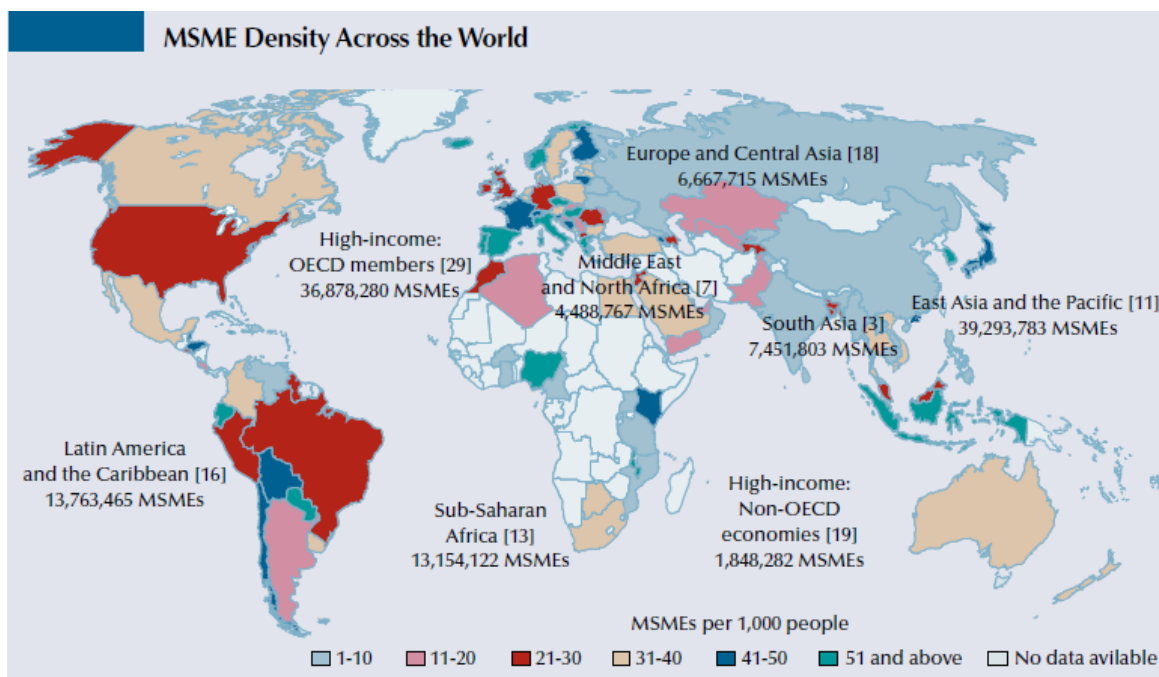 MSME Density Across the World
Europe and Central Asia [18]
6,667,715 MSMEs
High-income:
OECD members [29]
36,878,280 MSMEs
Middle East
and North Africa [7]
4,488,767 MSMEs
South Asia [3]
7,451,803 MSMEs
East Asia and the Pacific [11]
39,293,783 MSMEs
Latin America
and the Caribbean [16]
13,763,465 MSMEs
Sub-Saharan
Africa [13]
13,154,122 MSMEs
High-income:
Non-OECD
economies [19]
1,848,282 MSMEs
MSMEs per 1,000 people
1-10 11-20 21-30 31-40 41-50 51 and above No data avilable